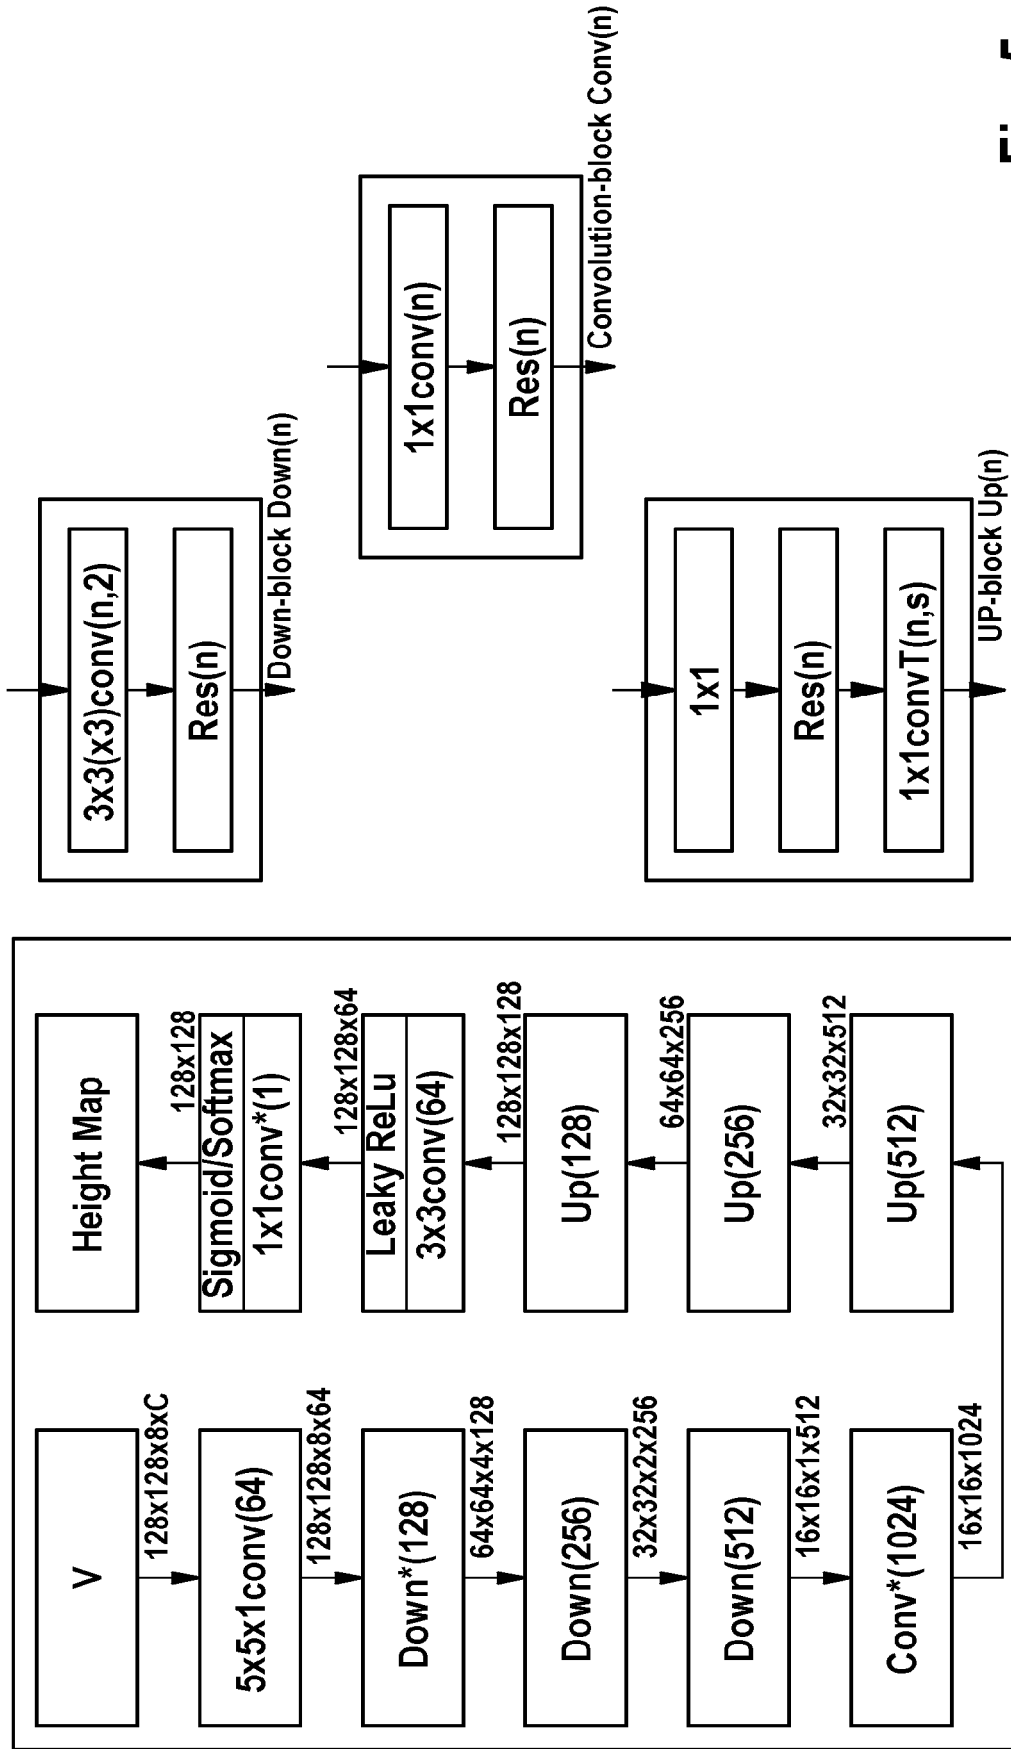 V
128x128x8xC
5x5x1conv(64)
128x128x8x64
Down*(128)
64x64x4x128
Down(256)
32x32x2x256
Down(512)
16x16x1x512
Conv*(1024)
16x16x1024
Height Map
128x128
Sigmoid/Softmax
1x1conv*(1)
128x128x64
Leaky ReLu
3x3conv(64)
128x128x128
Up(128)
64x64x256
Up(256)
32x32x512
Up(512)
3x3(x3)conv(n,2)
Res(n)
Down-block Down(n)
1x1conv(n)
Res(n)
Convolution-block Conv(n)
1x1
Res(n)
1x1convT(n,s)
UP-block Up(n)